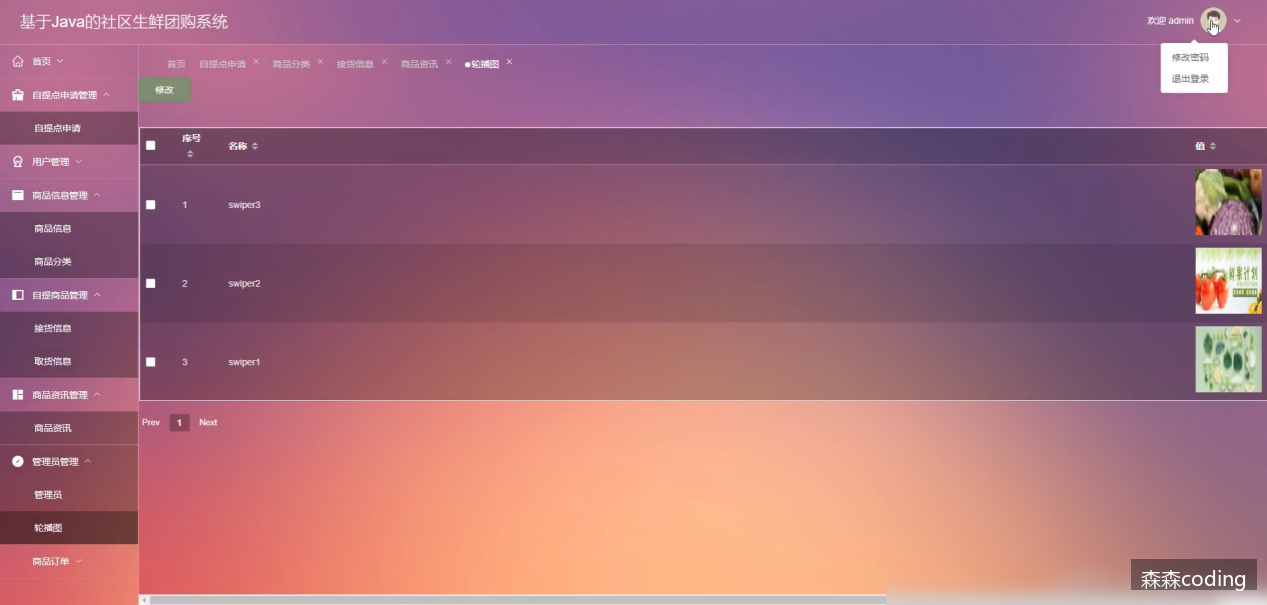 基于Java的社区生鲜团购系统
欢迎 admin
修改密码
退出登录
首页
自提点申请管理
自提点申请
用户管理
商品信息管理
商品信息
商品分类
自提商品管理
接货信息
取货信息
商品资讯管理
商品资讯
管理员管理
管理员
轮播图
商品订单
首页 自提点申请 × 商品分类 × 接货信息 × 商品资讯 × ●轮播图 ×
修改
序号 名称 值
1 swiper3
2 swiper2
鲜果计划
3 swiper1
Prev 1 Next
森森coding